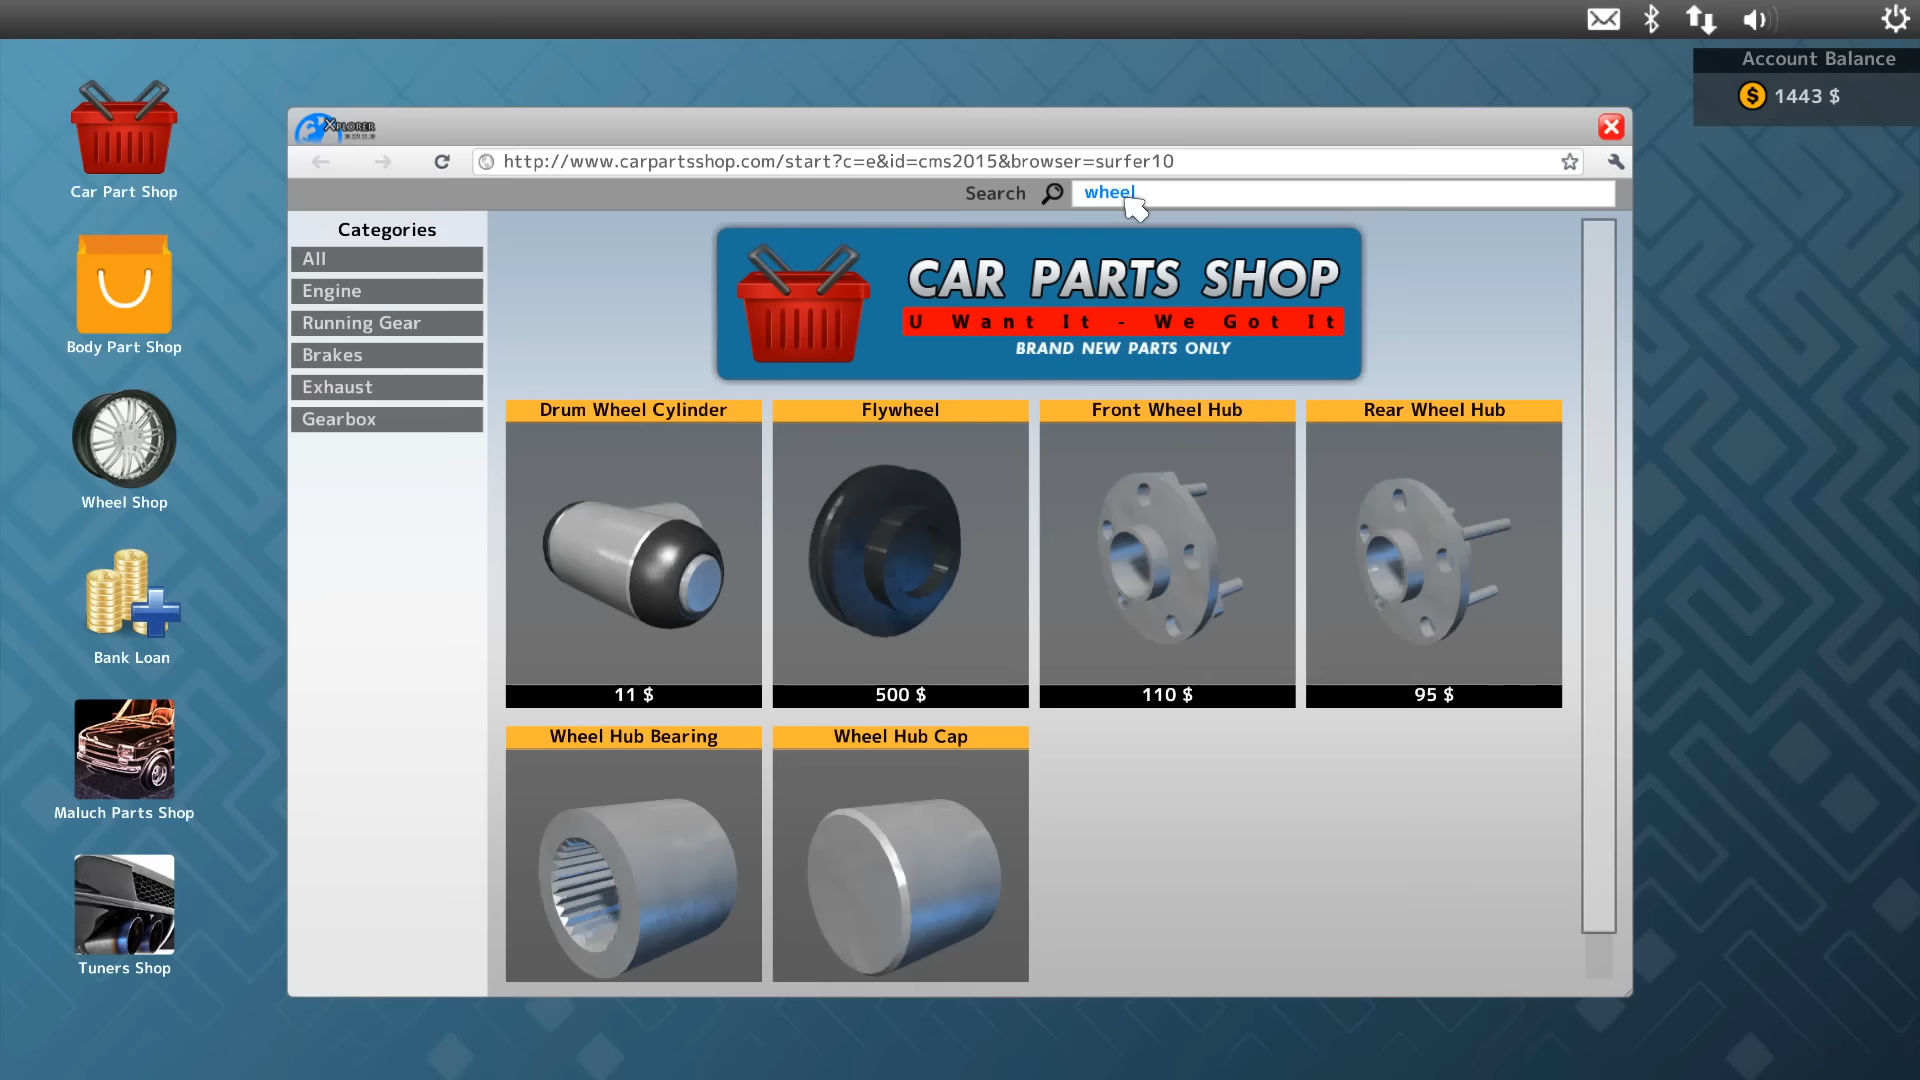 Account Balance
$ 1443 $
Car Part Shop
Body Part Shop
Wheel Shop
Bank Loan
Maluch Parts Shop
Tuners Shop
XPLORER
http://www.carpartsshop.com/start?c=e&id=cms2015&browser=surfer10
Search wheel
Categories
All
Engine
Running Gear
Brakes
Exhaust
Gearbox
CAR PARTS SHOP
U Want It - We Got It
BRAND NEW PARTS ONLY
Drum Wheel Cylinder
11 $
Flywheel
500 $
Front Wheel Hub
110 $
Rear Wheel Hub
95 $
Wheel Hub Bearing
Wheel Hub Cap